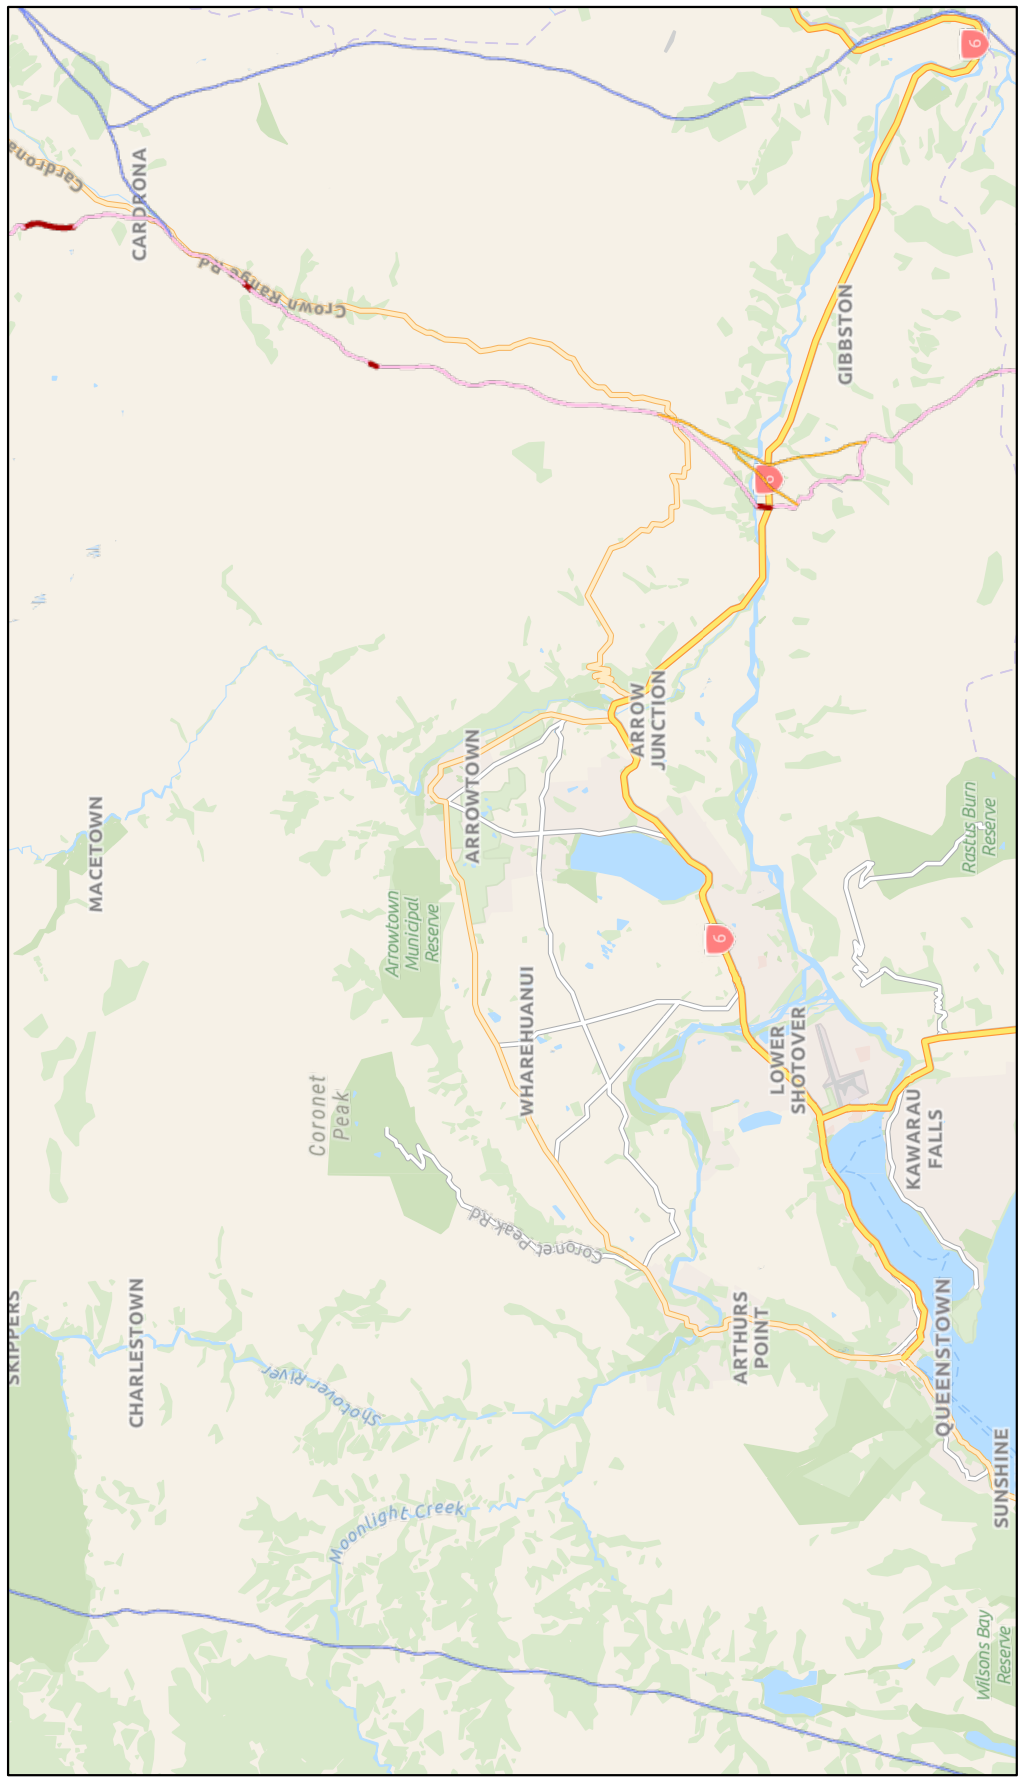 SKIPPERS
CHARLESTOWN
MACETOWN
CARDRONA
Cardrona
Crown Range Rd
Coronet
Peak
Coronet Peak Rd
Shotover River
Moonlight Creek
Arrowtown
Municipal
Reserve
ARROWTOWN
WHAREHUANUI
ARROW
JUNCTION
GIBBSTON
6
6
6
LOWER
SHOTOVER
ARTHURS
POINT
KAWARAU
FALLS
QUEENSTOWN
SUNSHINE
Rastus Burn
Reserve
Wilsons Bay
Reserve